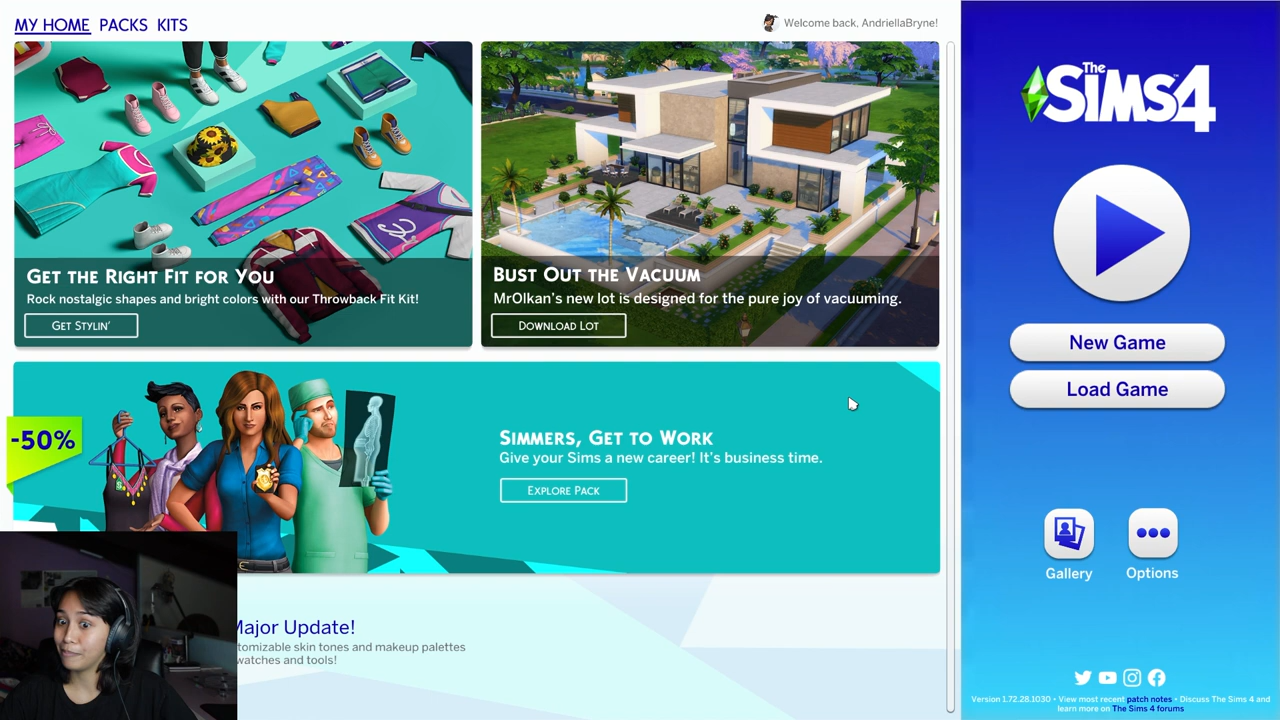 MY HOME PACKS KITS
Welcome back, AndriellaBryne!
GET THE RIGHT FIT FOR YOU
Rock nostalgic shapes and bright colors with our Throwback Fit Kit!
GET STYLIN'
BUST OUT THE VACUUM
MrOlkan's new lot is designed for the pure joy of vacuuming.
DOWNLOAD LOT
-50%
SIMMERS, GET TO WORK
Give your Sims a new career! It's business time.
EXPLORE PACK
Major Update!
tomizable skin tones and makeup palettes
watches and tools!
The SIMS 4
New Game
Load Game
Gallery
Options
Version 1.72.28.1030 • View most recent patch notes • Discuss The Sims 4 and
learn more on The Sims 4 forums